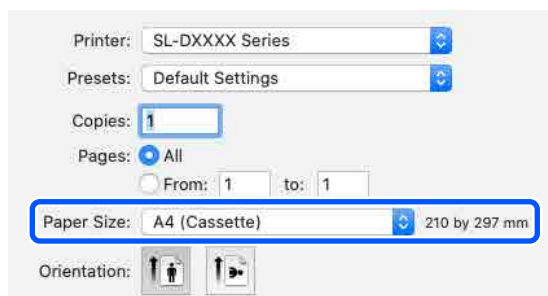 Printer: SL-DXXXX Series
Presets: Default Settings
Copies: 1
Pages: All
From: 1 to: 1
Paper Size: A4 (Cassette) 210 by 297 mm
Orientation: